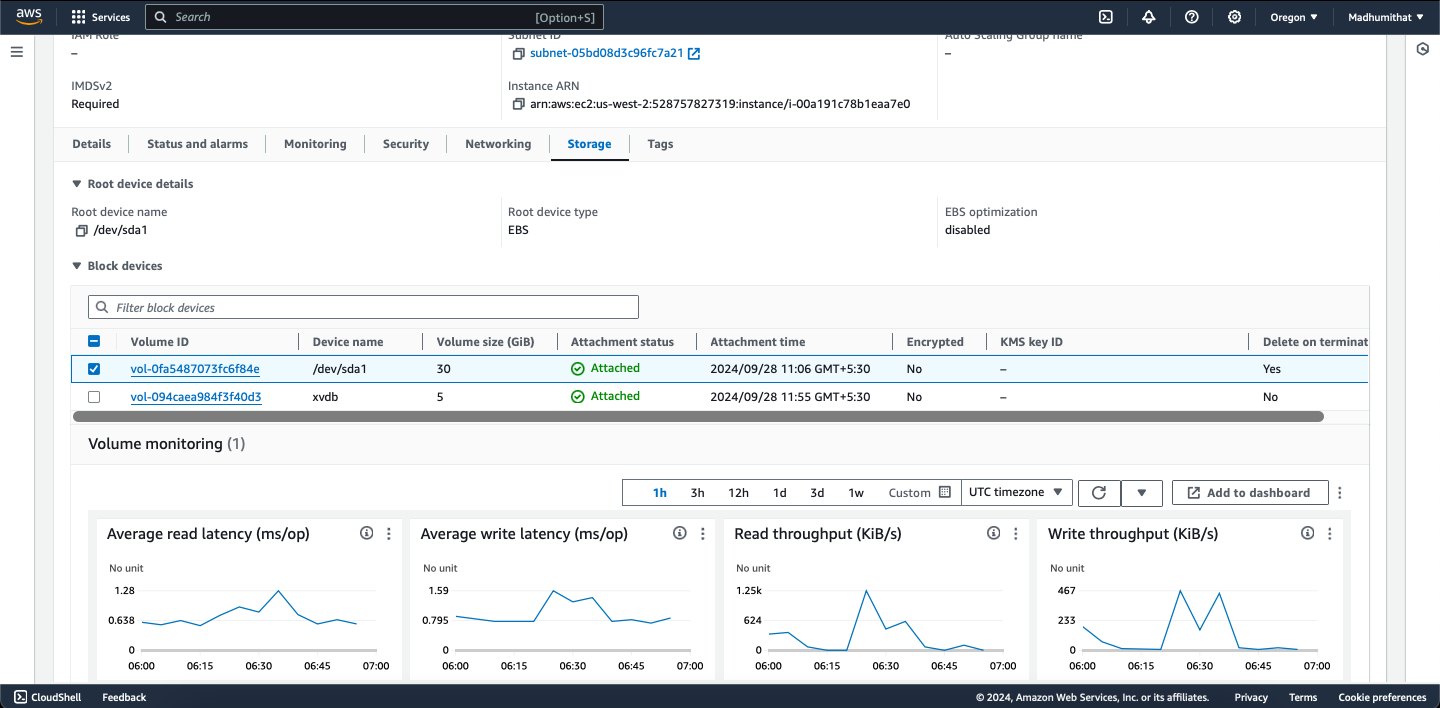 aws Services Search [Option+S] Oregon ▼ Madhumithat ▼
IAM Role Subnet ID Auto Scaling Group name
– subnet-05bd08d3c96fc7a21 –
IMDSv2 Instance ARN
Required arn:aws:ec2:us-west-2:528757827319:instance/i-00a191c78b1eaa7e0
Details Status and alarms Monitoring Security Networking Storage Tags
▼ Root device details
Root device name Root device type EBS optimization
/dev/sda1 EBS disabled
▼ Block devices
Filter block devices
Volume ID Device name Volume size (GiB) Attachment status Attachment time Encrypted KMS key ID Delete on terminat
vol-0fa5487073fc6f84e /dev/sda1 30 Attached 2024/09/28 11:06 GMT+5:30 No – Yes
vol-094caea984f3f40d3 xvdb 5 Attached 2024/09/28 11:55 GMT+5:30 No – No
Volume monitoring (1)
1h 3h 12h 1d 3d 1w Custom UTC timezone ▼ Add to dashboard
Average read latency (ms/op) Average write latency (ms/op) Read throughput (KiB/s) Write throughput (KiB/s)
No unit No unit No unit No unit
1.28 1.59 1.25k 467
0.638 0.795 624 233
0 0 0 0
06:00 06:15 06:30 06:45 07:00 06:00 06:15 06:30 06:45 07:00 06:00 06:15 06:30 06:45 07:00 06:00 06:15 06:30 06:45 07:00
CloudShell Feedback © 2024, Amazon Web Services, Inc. or its affiliates. Privacy Terms Cookie preferences